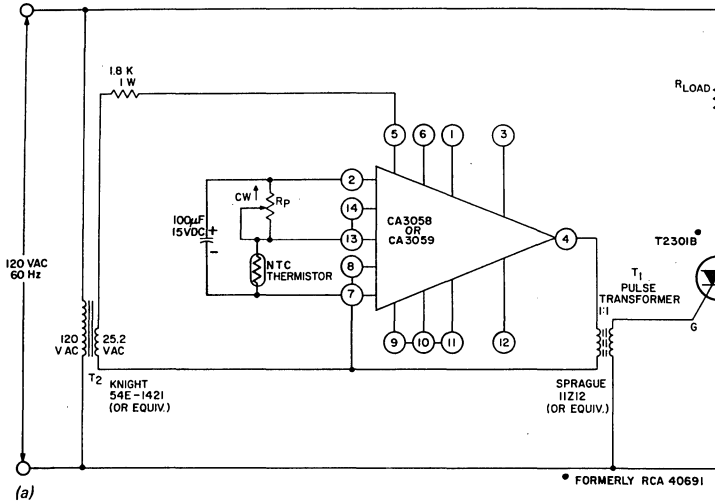 1.8 K
1 W
R LOAD
5
6
1
3
2
14
13
8
7
CW
RP
100µF
15VDC
+
-
NTC
THERMISTOR
CA3058
OR
CA3059
4
T2301B
120 VAC
60 Hz
T1
PULSE
TRANSFORMER
1:1
G
9
10
11
12
120
V AC
25.2
VAC
T2
KNIGHT
54E-1421
(OR EQUIV.)
SPRAGUE
11Z12
(OR EQUIV.)
(a)
• FORMERLY RCA 40691